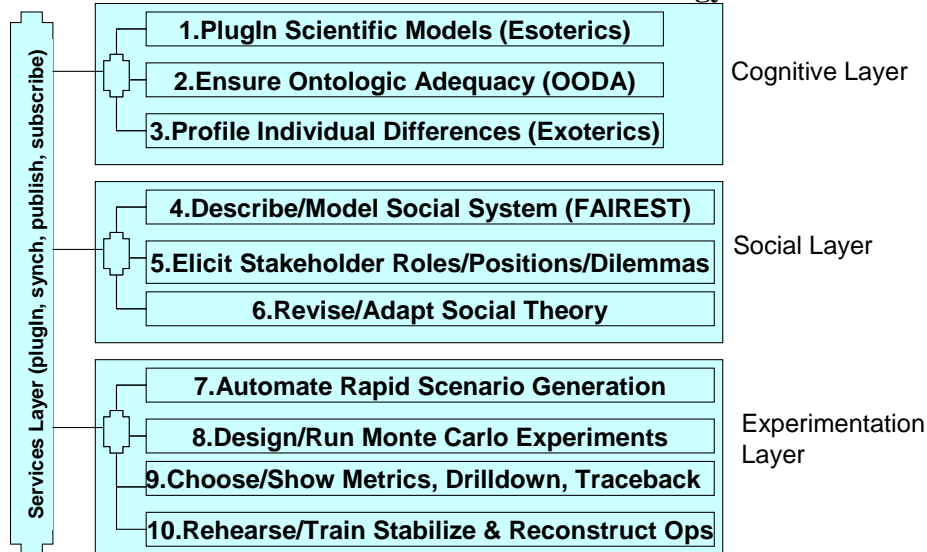 gy
1.PlugIn Scientific Models (Esoterics)
2.Ensure Ontologic Adequacy (OODA)
3.Profile Individual Differences (Exoterics)
Cognitive Layer
4.Describe/Model Social System (FAIREST)
5.Elicit Stakeholder Roles/Positions/Dilemmas
6.Revise/Adapt Social Theory
Social Layer
7.Automate Rapid Scenario Generation
8.Design/Run Monte Carlo Experiments
9.Choose/Show Metrics, Drilldown, Traceback
10.Rehearse/Train Stabilize & Reconstruct Ops
Experimentation
Layer
Services Layer (plugIn, synch, publish, subscribe)